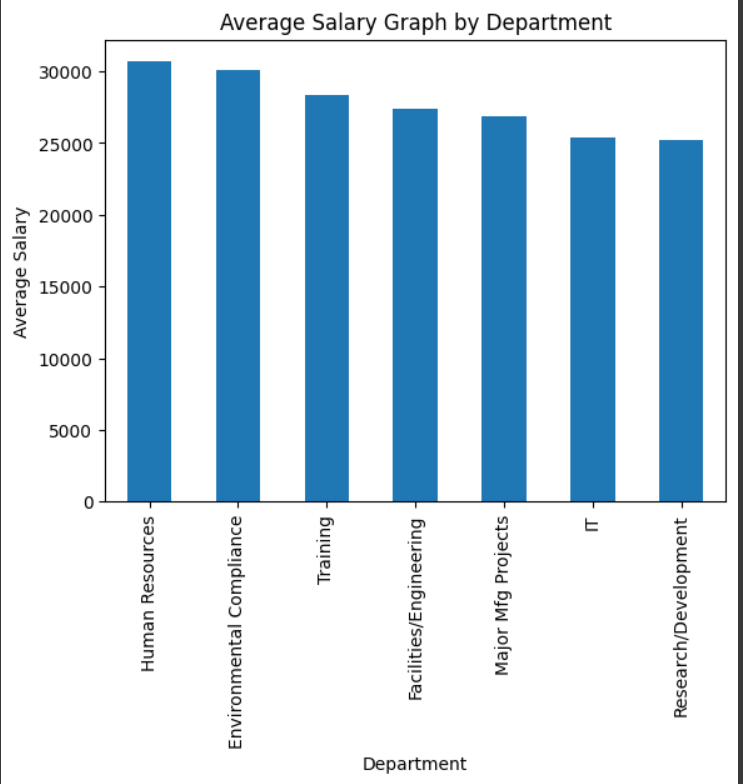 Average Salary Graph by Department
Average Salary
30000
25000
20000
15000
10000
5000
0
Human Resources
Environmental Compliance
Training
Facilities/Engineering
Major Mfg Projects
IT
Research/Development
Department